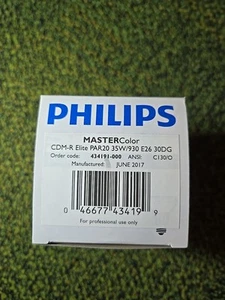 PHILIPS
MASTERColor
CDM-R Elite PAR20 35W/930 E26 30DG
Order code: 434191-000 ANSI: C130/O
Manufactured: JUNE 2017
0 46677 43419 9
For professional use only